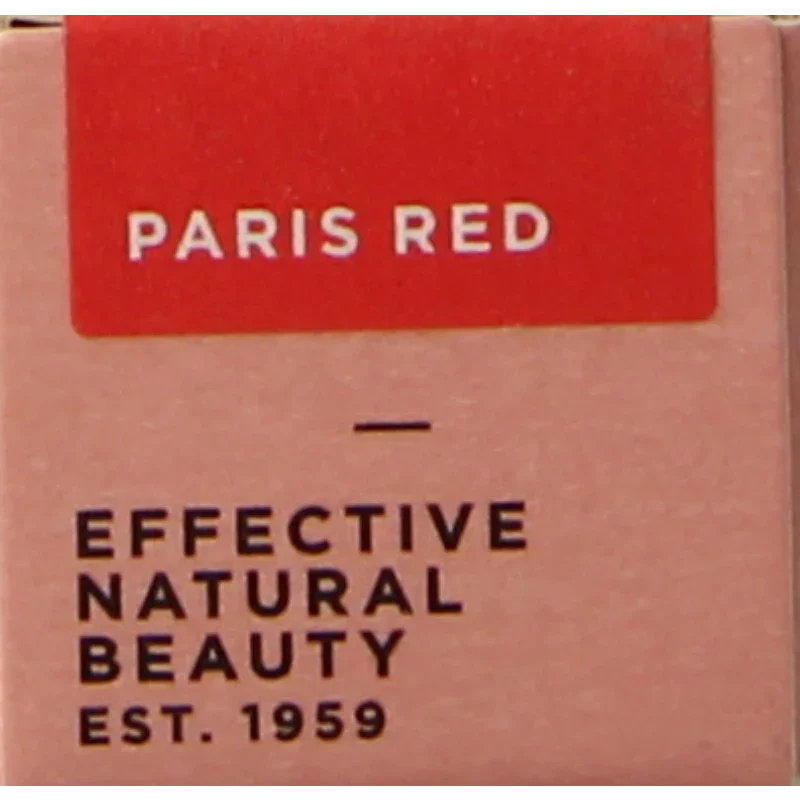 PARIS RED
EFFECTIVE
NATURAL
BEAUTY
EST. 1959